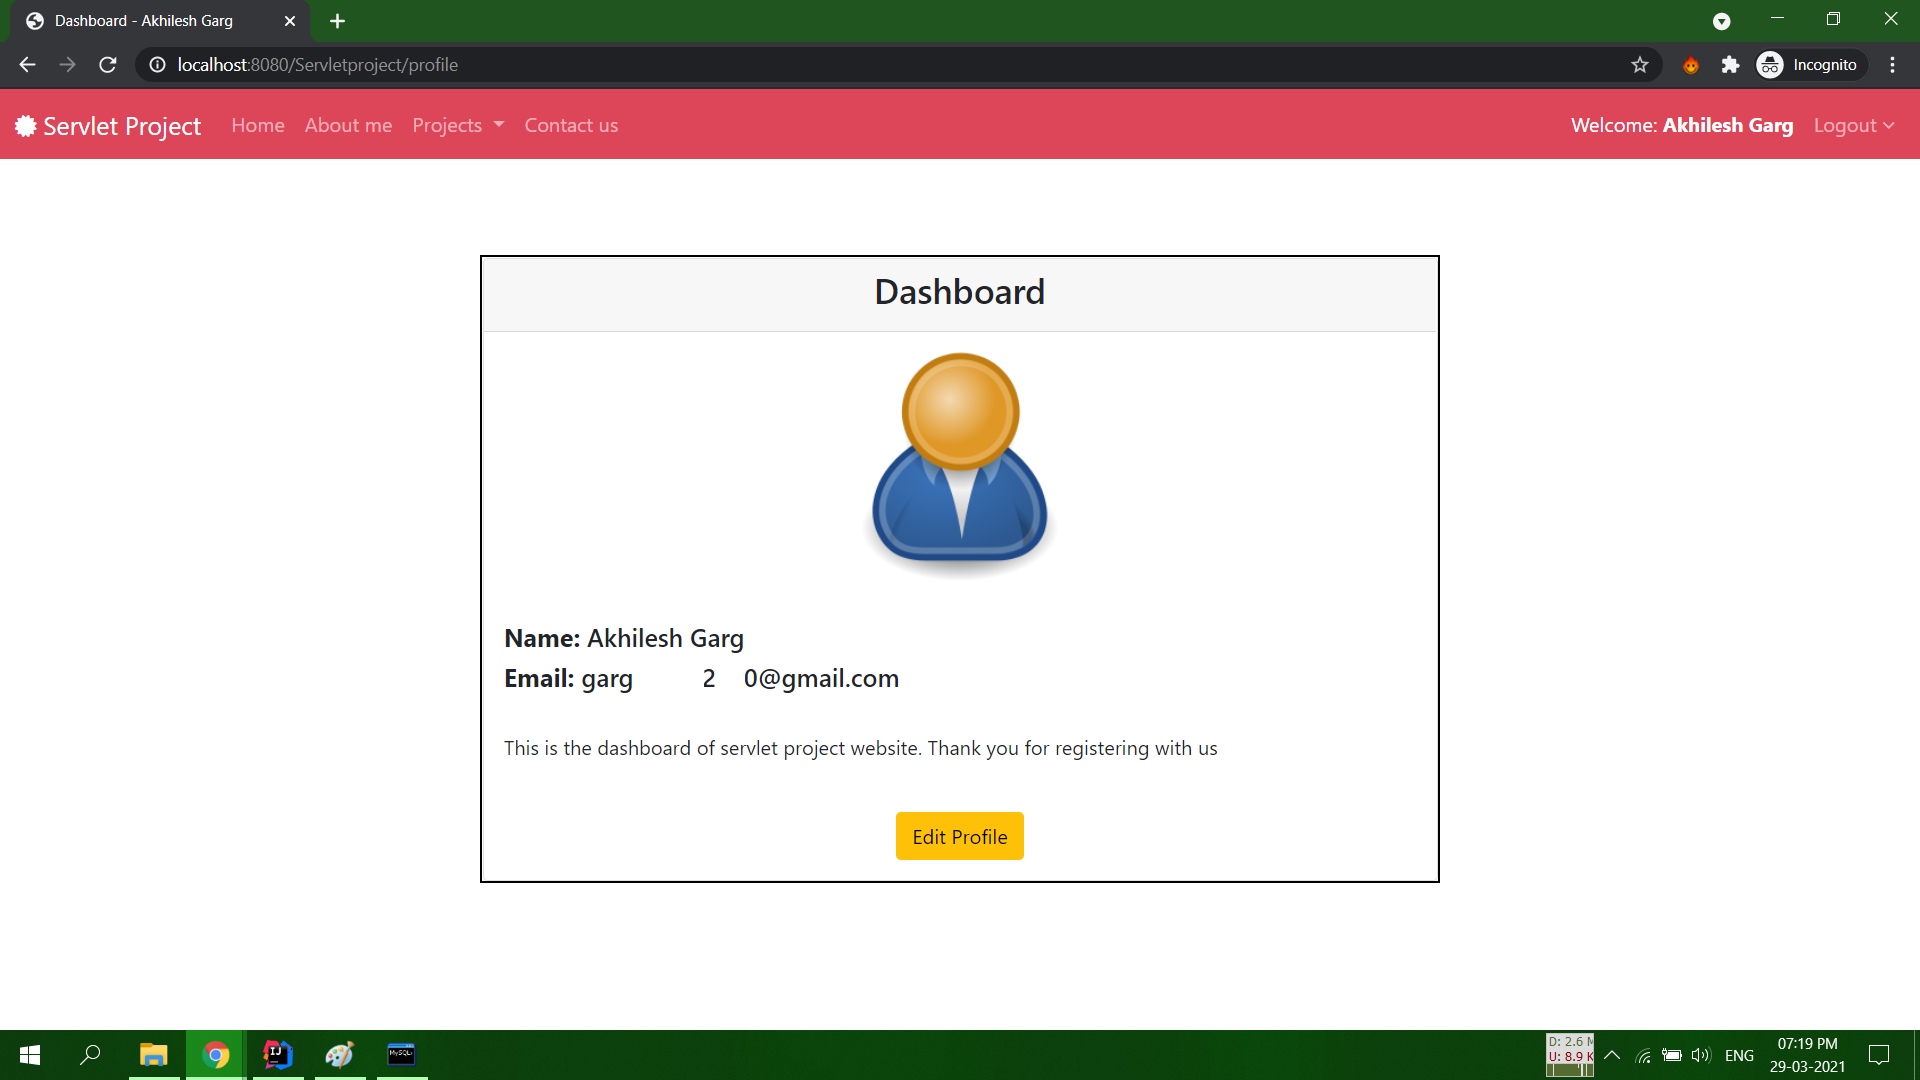 Dashboard - Akhilesh Garg
localhost:8080/Servletproject/profile
Incognito
Servlet Project Home About me Projects Contact us Welcome: Akhilesh Garg Logout
Dashboard
Name: Akhilesh Garg
Email: garg 2 0@gmail.com
This is the dashboard of servlet project website. Thank you for registering with us
Edit Profile
D: 2.6 M
U: 8.9 K
ENG
07:19 PM
29-03-2021